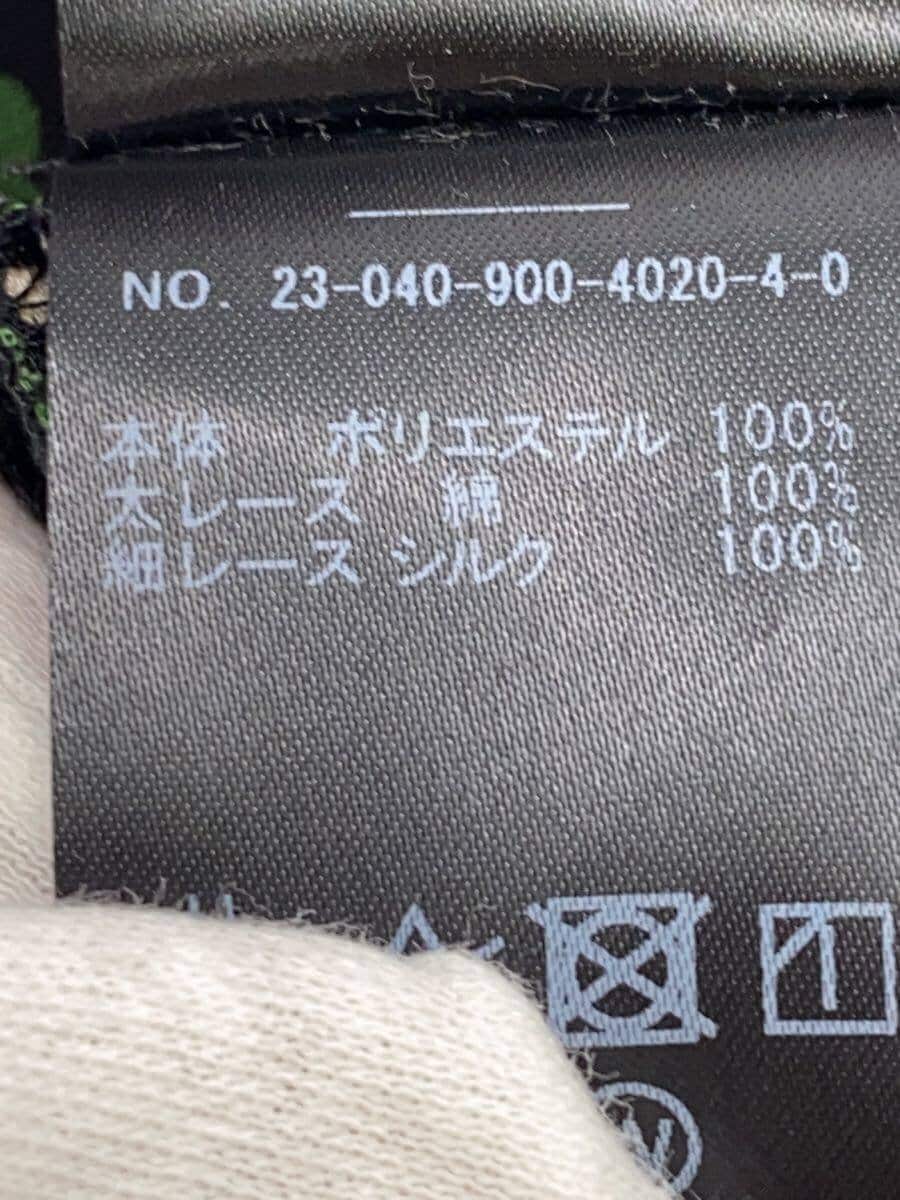 NO. 23-040-900-4020-4-0
本体 ポリエステル 100%
太レース 綿 100%
細レース シルク 100%
W